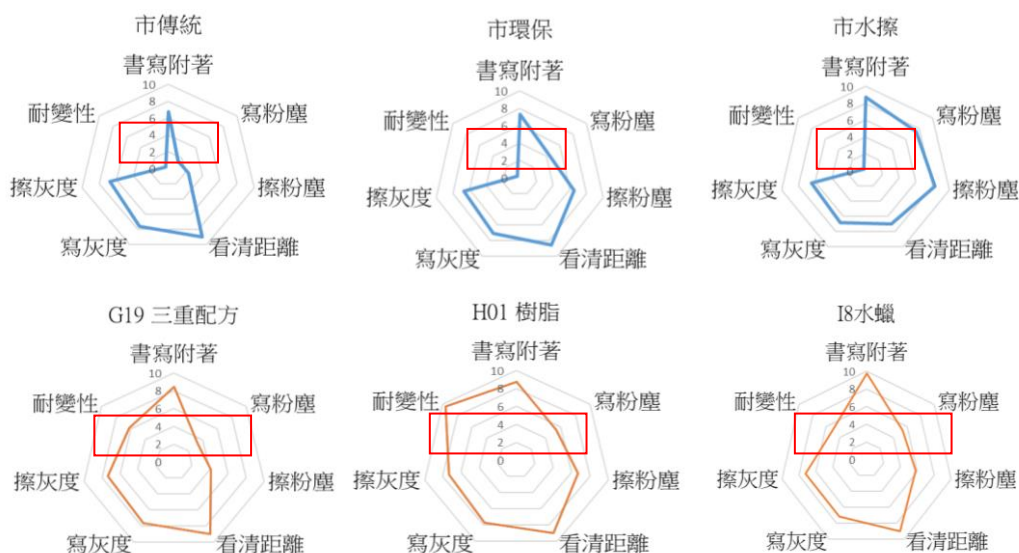 市傳統
書寫附著
寫粉塵
擦粉塵
看清距離
寫灰度
擦灰度
耐變性
10
8
6
4
2
0
市環保
書寫附著
寫粉塵
擦粉塵
看清距離
寫灰度
擦灰度
耐變性
10
8
6
4
2
0
市水擦
書寫附著
寫粉塵
擦粉塵
看清距離
寫灰度
擦灰度
耐變性
10
8
6
4
2
0
G19 三重配方
書寫附著
寫粉塵
擦粉塵
看清距離
寫灰度
擦灰度
耐變性
10
8
6
4
2
0
H01 樹脂
書寫附著
寫粉塵
擦粉塵
看清距離
寫灰度
擦灰度
耐變性
10
8
6
4
2
0
I8水蠟
書寫附著
寫粉塵
擦粉塵
看清距離
寫灰度
擦灰度
耐變性
10
8
6
4
2
0